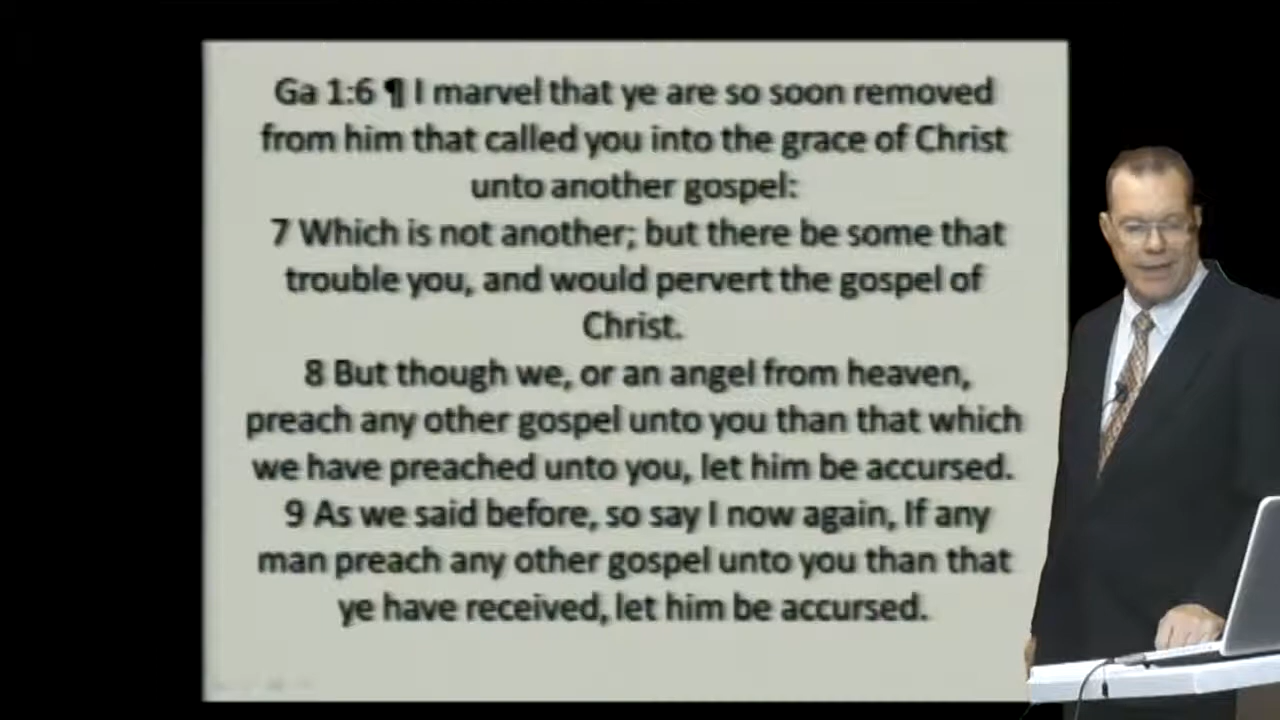 Ga 1:6 ¶ I marvel that ye are so soon removed
from him that called you into the grace of Christ
unto another gospel:
7 Which is not another; but there be some that
trouble you, and would pervert the gospel of
Christ.
8 But though we, or an angel from heaven,
preach any other gospel unto you than that which
we have preached unto you, let him be accursed.
9 As we said before, so say I now again, If any
man preach any other gospel unto you than that
ye have received, let him be accursed.